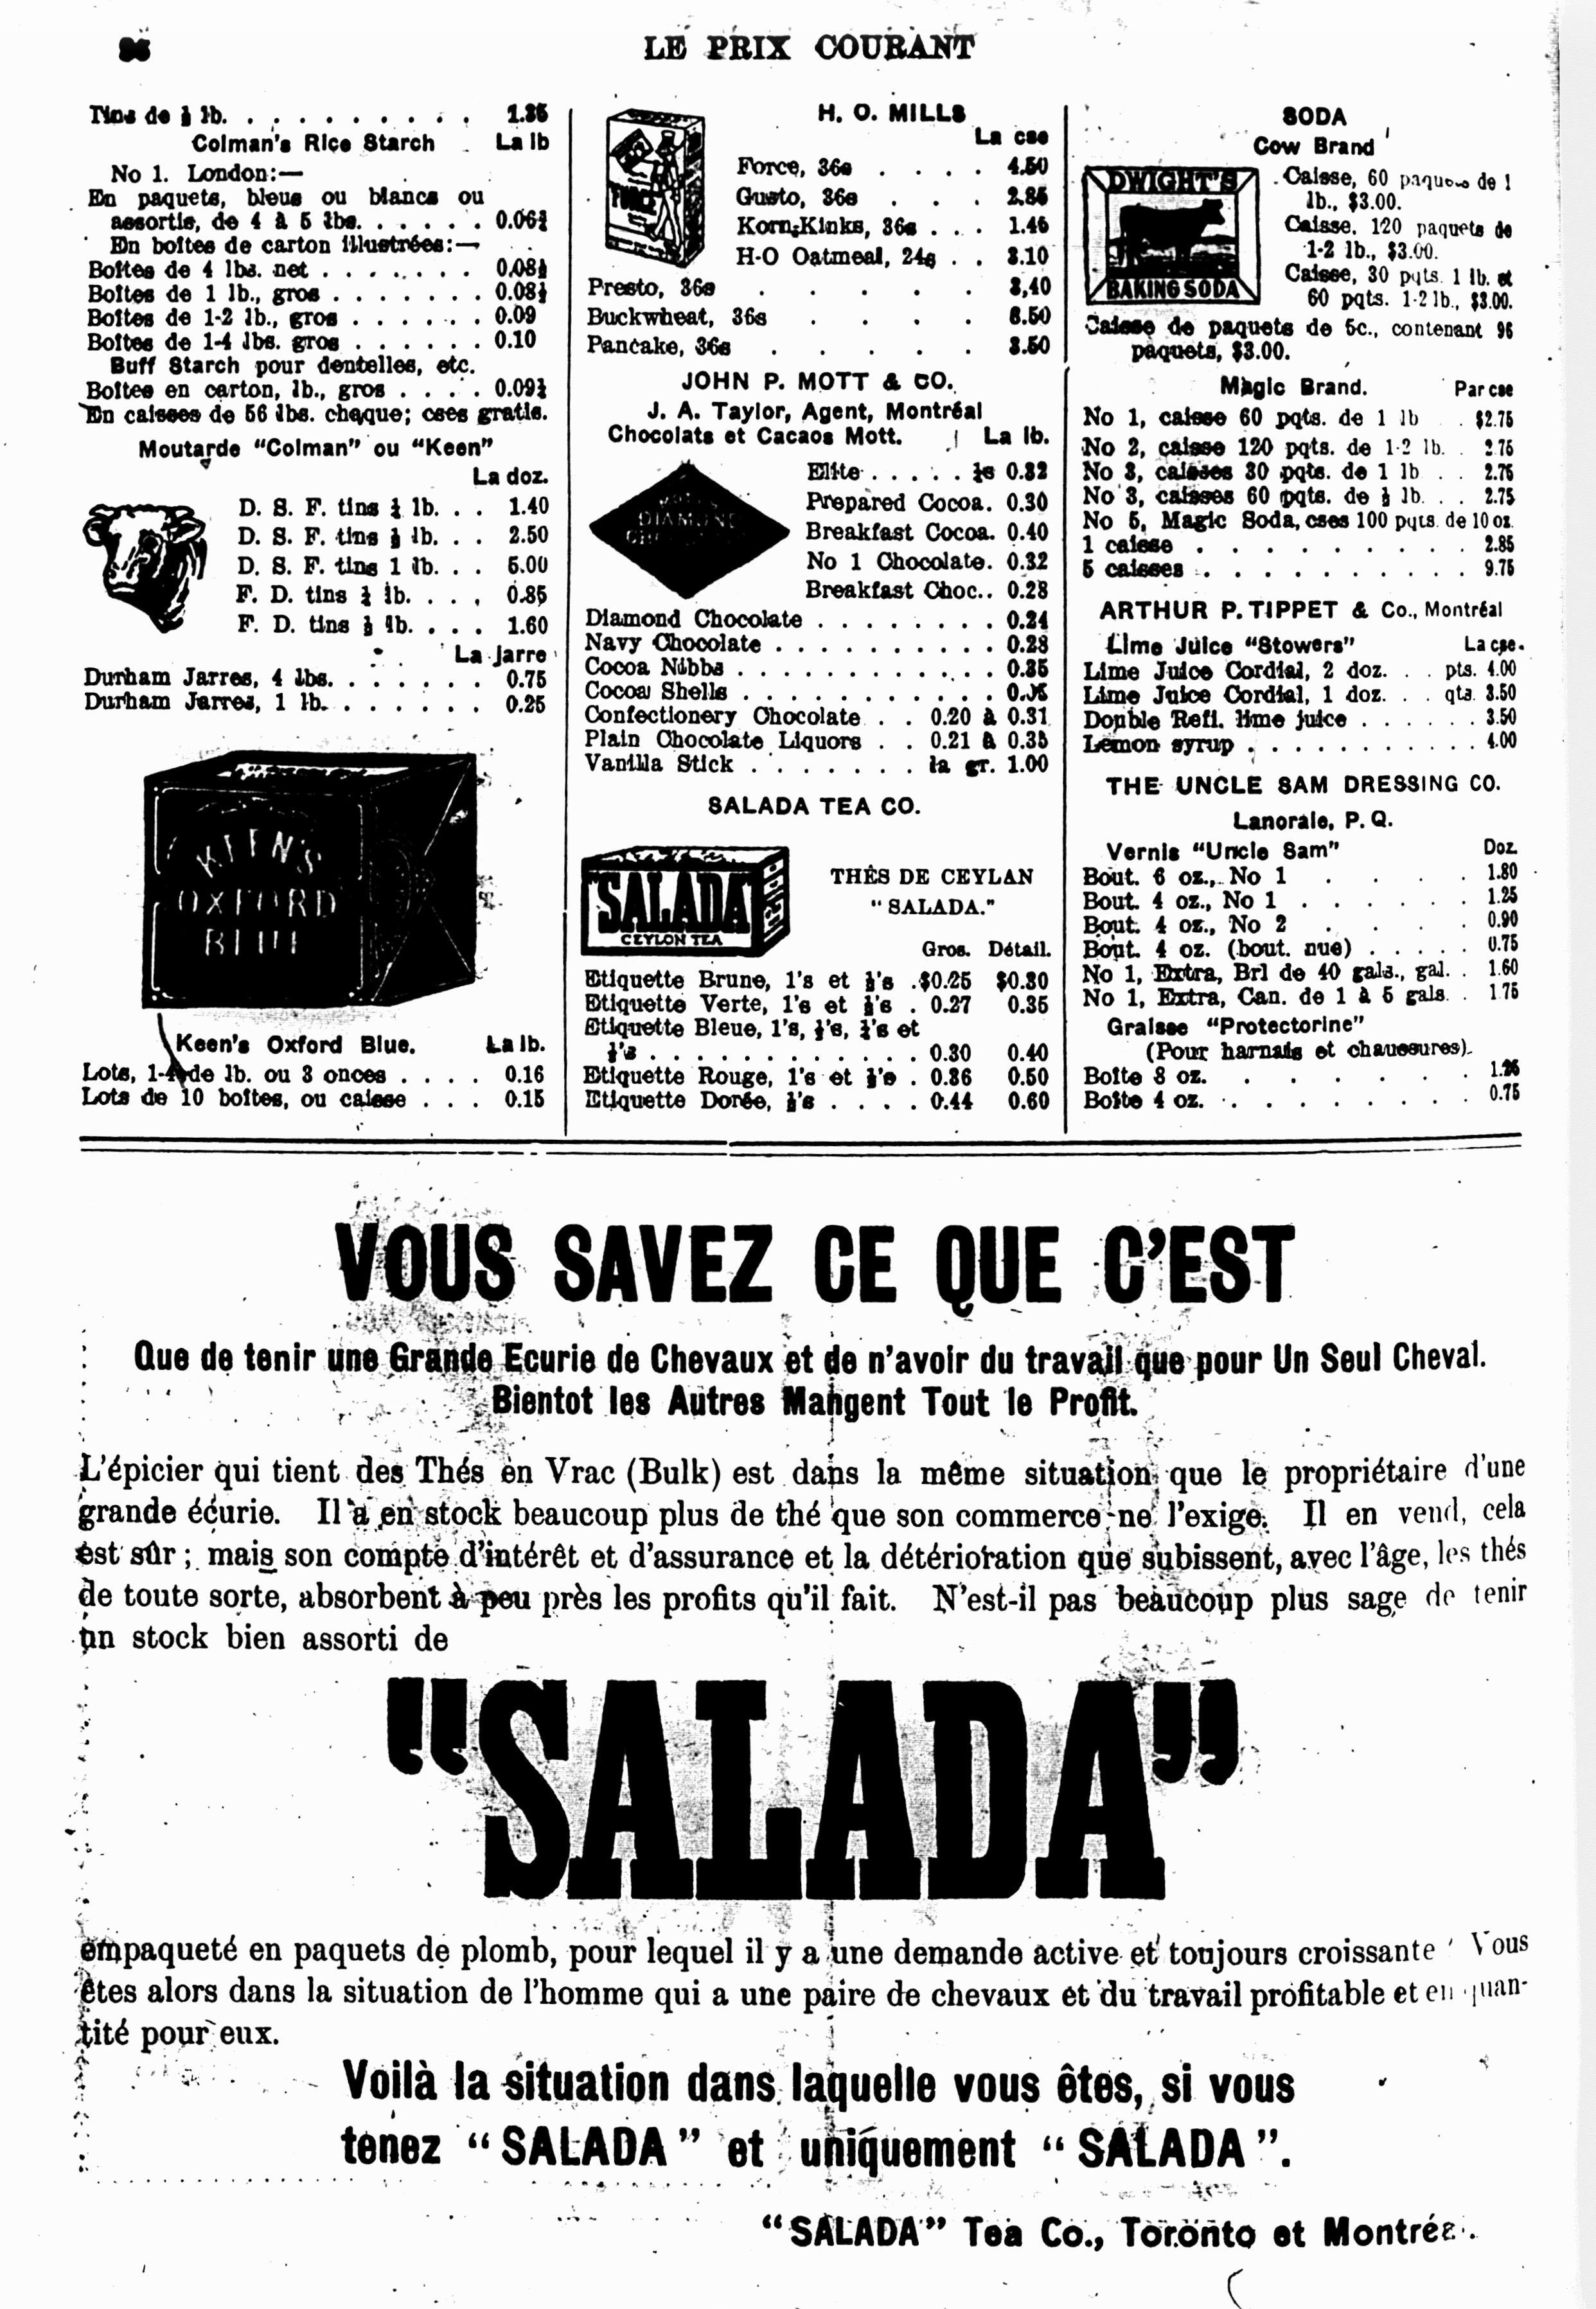 LE PRIX COURANT
Tins de ½ lb. . . . . . . . . . .
Colman's Rice Starch La lb
No 1. London:—
En paquets, bleus ou blancs ou
assortis, de 4 à 5 lbs. . . . . . 0.06¾
En boîtes de carton illustrées:—
Boîtes de 4 lbs. net . . . . . . . 0.08½
Boîtes de 1 lb., gros . . . . . . . 0.08½
Boîtes de 1-2 lb., gros . . . . . . 0.09
Boîtes de 1-4 lbs. gros . . . . . . 0.10
Buff Starch pour dentelles, etc.
Boîtes en carton, lb., gros . . . . 0.09½
En caisses de 56 lbs. chaque; cses gratis.
Moutarde "Colman" ou "Keen"
La doz.
D. S. F. tins ¼ lb. . . 1.40
D. S. F. tins ½ lb. . . 2.50
D. S. F. tins 1 lb. . . 5.00
F. D. tins ¼ lb. . . . 0.85
F. D. tins ½ lb. . . . 1.60
La jarre
Durham Jarres, 4 lbs. . . . . . . 0.75
Durham Jarres, 1 lb. . . . . . . 0.25
KEEN'S
OXFORD
BLUE
Keen's Oxford Blue. La lb.
Lots, de lb. ou 3 onces . . . . 0.16
Lots de 10 boîtes, ou caisse . . . 0.15
H. O. MILLS
La cse
FORCE
Force, 36s . . . . 4.50
Gusto, 36s . . . 2.85
Korn-Kinks, 36s . . . 1.45
H-O Oatmeal, 24s . . 3.10
Presto, 36s . . . . . 3,40
Buckwheat, 36s . . . .
Pancake, 36s . . . . . 3.50
JOHN P. MOTT & CO.
J. A. Taylor, Agent, Montréal
Chocolats et Cacaos Mott. La lb.
DIAMOND
Elite . . . . . ½s 0.32
Prepared Cocoa. 0.30
Breakfast Cocoa. 0.40
No 1 Chocolate. 0.32
Breakfast Choc.. 0.28
Diamond Chocolate . . . . . . . . 0.24
Navy Chocolate . . . . . . . . . . 0.28
Cocoa Nibbs . . . . . . . . . . . . 0.35
Cocoa Shells . . . . . . . . . . .
Confectionery Chocolate . . 0.20 à 0.31
Plain Chocolate Liquors . . 0.21 à 0.35
Vanilla Stick . . . . . . . la gr. 1.00
SALADA TEA CO.
SALADA
CEYLON TEA
THÉS DE CEYLAN
" SALADA."
Gros. Détail.
Etiquette Brune, 1's et ½'s . $0.25 $0.30
Etiquette Verte, 1's et ½'s . 0.27 0.35
Etiquette Bleue, 1's, ½'s, ¼'s et
⅛'s . . . . . . . . . . . . 0.30 0.40
Etiquette Rouge, 1's et ½'s . 0.36 0.50
Etiquette Dorée, ½'s . . . . 0.44 0.60
SODA
Cow Brand
DWIGHT'S
BAKING SODA
Caisse, 60 paquets de 1
lb., $3.00.
Caisse, 120 paquets de
1-2 lb., $3.00.
Caisse, 30 pqts. 1 lb. et
60 pqts. 1-2 lb., $3.00.
Caisse de paquets de 5c., contenant 96
paquets, $3.00.
Magic Brand. Par cse
No 1, caisse 60 pqts. de 1 lb . $2.75
No 2, caisse 120 pqts. de 1-2 lb. . 2.75
No 3, caisses 30 pqts. de 1 lb . . 2.75
No 3, caisses 60 pqts. de ½ lb. . . 2.75
No 5, Magic Soda, cses 100 pqts. de 10 oz.
1 caisse . . . . . . . . . . 2.85
5 caisses . . . . . . . . . . 9.75
ARTHUR P. TIPPET & Co., Montréal
Lime Juice "Stowers" La cse.
Lime Juice Cordial, 2 doz. . . pts. 4.00
Lime Juice Cordial, 1 doz. . . qts. 3.50
Double Refi. lime juice . . . . . . 3.50
Lemon syrup . . . . . . . . . . . 4.00
THE UNCLE SAM DRESSING CO.
Lanoraie, P. Q.
Vernis "Uncle Sam" Doz.
Bout. 6 oz., No 1 . . . . 1.80
Bout. 4 oz., No 1 . . . . . . 1.25
Bout. 4 oz., No 2 . . . . 0.90
Bout. 4 oz. (bout. nue) . . . . . 0.75
No 1, Extra, Brl de 40 gals., gal. . 1.60
No 1, Extra, Can. de 1 à 5 gals. . 1.75
Graisse "Protectorine"
(Pour harnais et chaussures).
Boîte 8 oz. . . . . . . .
Boîte 4 oz. . . . . . . . . 0.75
VOUS SAVEZ CE QUE C'EST
Que de tenir une Grande Ecurie de Chevaux et de n'avoir du travail que pour Un Seul Cheval.
Bientot les Autres Mangent Tout le Profit.
L'épicier qui tient des Thés en Vrac (Bulk) est dans la même situation que le propriétaire d'une
grande écurie. Il a en stock beaucoup plus de thé que son commerce ne l'exige. Il en vend, cela
est sûr ; mais son compte d'intérêt et d'assurance et la détérioration que subissent, avec l'âge, les thés
de toute sorte, absorbent à peu près les profits qu'il fait. N'est-il pas beaucoup plus sage de tenir
un stock bien assorti de
"SALADA"
empaqueté en paquets de plomb, pour lequel il y a une demande active et toujours croissante Vous
êtes alors dans la situation de l'homme qui a une paire de chevaux et du travail profitable et en quan-
tité pour eux.
Voilà la situation dans laquelle vous êtes, si vous
tenez " SALADA " et uniquement " SALADA ".
"SALADA" Tea Co., Toronto et Montréal.